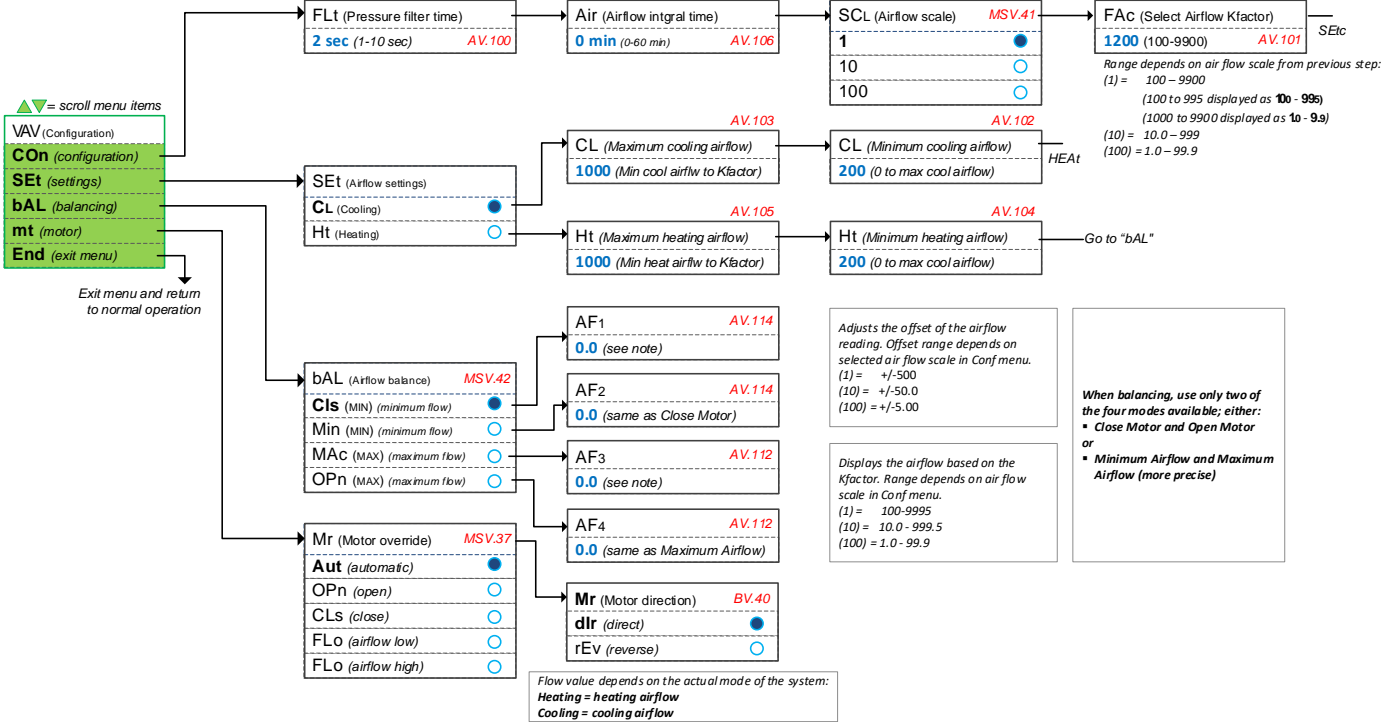 FLt (Pressure filter time)
2 sec (1-10 sec) AV.100
Air (Airflow intgral time)
0 min (0-60 min) AV.106
SCL (Airflow scale) MSV.41
1
10
100
FAc (Select Airflow Kfactor)
1200 (100-9900) AV.101
SEtc
Range depends on air flow scale from previous step:
(1) = 100 – 9900
(100 to 995 displayed as 100 - 995)
(1000 to 9900 displayed as 1.0 - 9.9)
(10) = 10.0 – 999
(100) = 1.0 – 99.9
= scroll menu items
VAV (Configuration)
COn (configuration)
SEt (settings)
bAL (balancing)
mt (motor)
End (exit menu)
Exit menu and return
to normal operation
SEt (Airflow settings)
CL (Cooling)
Ht (Heating)
AV.103
CL (Maximum cooling airflow)
1000 (Min cool airflw to Kfactor)
AV.102
CL (Minimum cooling airflow)
200 (0 to max cool airflow)
HEAt
AV.105
Ht (Maximum heating airflow)
1000 (Min heat airflw to Kfactor)
AV.104
Ht (Minimum heating airflow)
200 (0 to max cool airflow)
Go to "bAL"
bAL (Airflow balance) MSV.42
Cls (MIN) (minimum flow)
Min (MIN) (minimum flow)
MAc (MAX) (maximum flow)
OPn (MAX) (maximum flow)
AF1 AV.114
0.0 (see note)
AF2 AV.114
0.0 (same as Close Motor)
AF3 AV.112
0.0 (see note)
AF4 AV.112
0.0 (same as Maximum Airflow)
Adjusts the offset of the airflow
reading. Offset range depends on
selected air flow scale in Conf menu.
(1) = +/-500
(10) = +/-50.0
(100) = +/-5.00
Displays the airflow based on the
Kfactor. Range depends on air flow
scale in Conf menu.
(1) = 100-9995
(10) = 10.0 - 999.5
(100) = 1.0 - 99.9
When balancing, use only two of
the four modes available; either:
▪ Close Motor and Open Motor
or
▪ Minimum Airflow and Maximum
Airflow (more precise)
Mr (Motor override) MSV.37
Aut (automatic)
OPn (open)
CLs (close)
FLo (airflow low)
FLo (airflow high)
Mr (Motor direction) BV.40
dIr (direct)
rEv (reverse)
Flow value depends on the actual mode of the system:
Heating = heating airflow
Cooling = cooling airflow